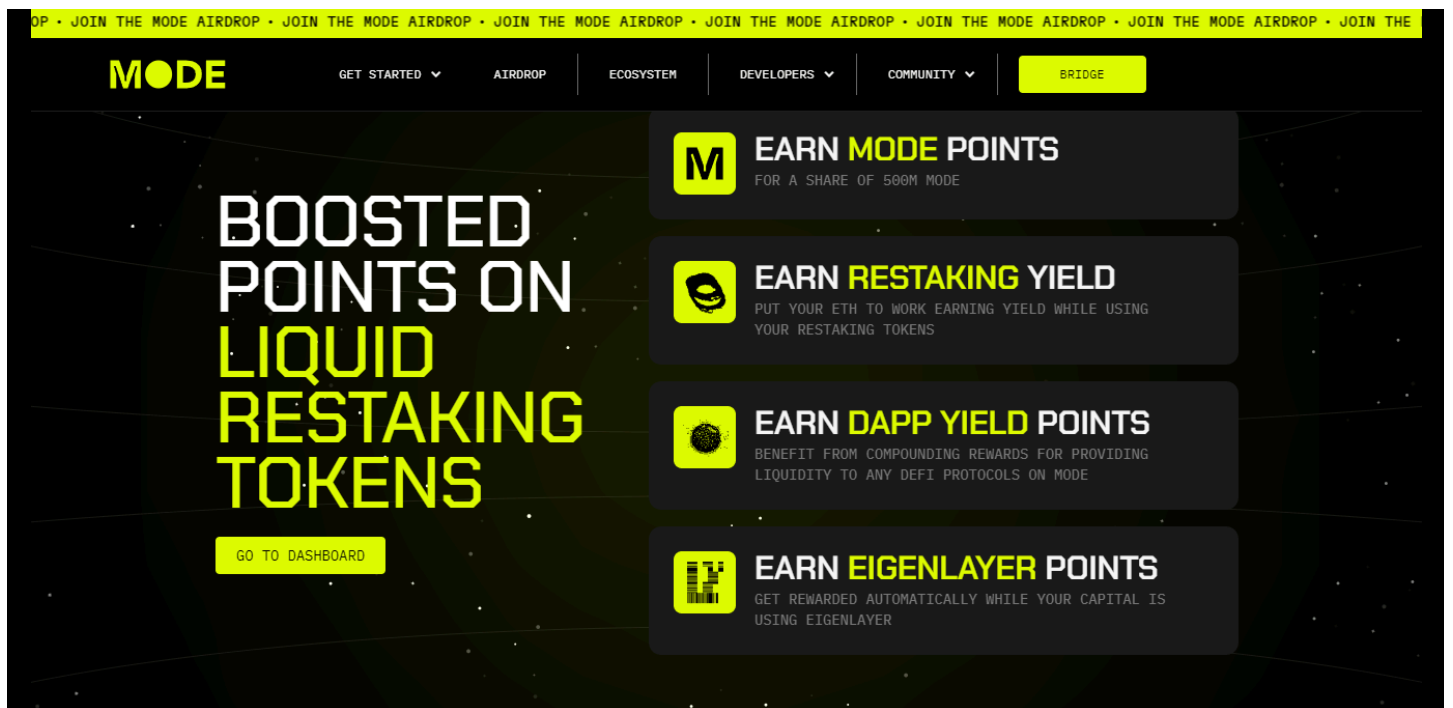 OP • JOIN THE MODE AIRDROP • JOIN THE MODE AIRDROP • JOIN THE MODE AIRDROP • JOIN THE MODE AIRDROP • JOIN THE MODE AIRDROP • JOIN THE MODE AIRDROP • JOIN THE
MODE
GET STARTED
AIRDROP
ECOSYSTEM
DEVELOPERS
COMMUNITY
BRIDGE
BOOSTED
POINTS ON
LIQUID
RESTAKING
TOKENS
GO TO DASHBOARD
M
EARN MODE POINTS
FOR A SHARE OF 500M MODE
EARN RESTAKING YIELD
PUT YOUR ETH TO WORK EARNING YIELD WHILE USING
YOUR RESTAKING TOKENS
EARN DAPP YIELD POINTS
BENEFIT FROM COMPOUNDING REWARDS FOR PROVIDING
LIQUIDITY TO ANY DEFI PROTOCOLS ON MODE
EARN EIGENLAYER POINTS
GET REWARDED AUTOMATICALLY WHILE YOUR CAPITAL IS
USING EIGENLAYER